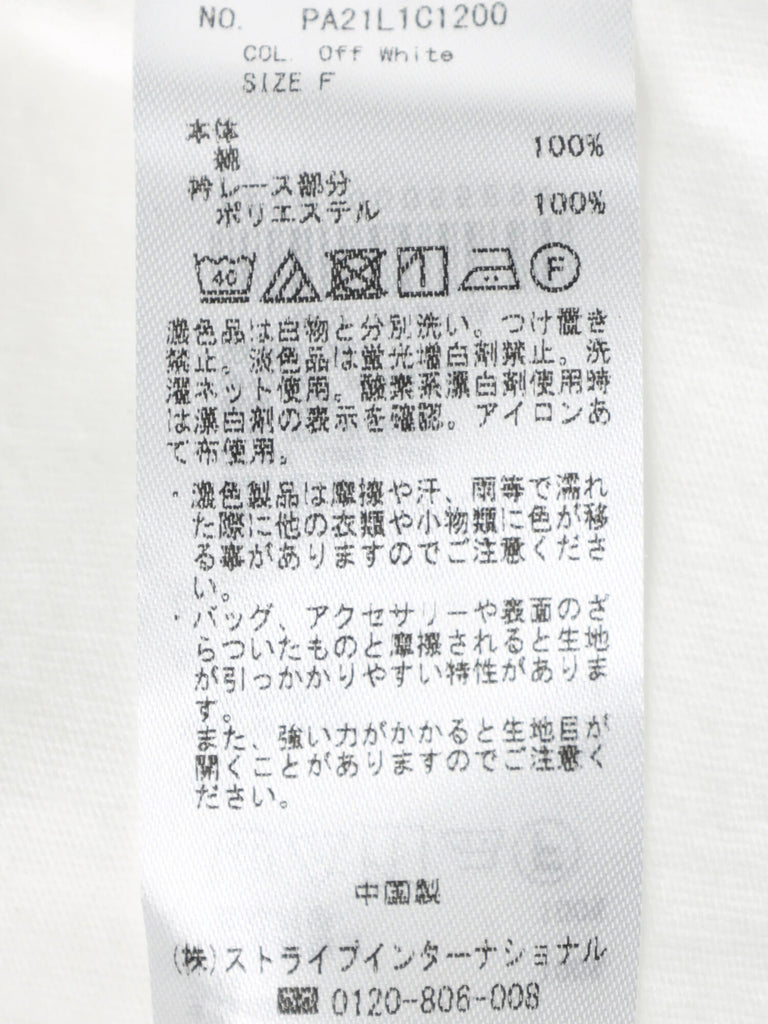 NO. PA21L1C1200
COL. Off White
SIZE F
本体
綿 100%
衿レース部分
ポリエステル 100%
40 F
濃色品は白物と分別洗い。つけ置き
禁止。淡色品は蛍光増白剤禁止。洗
濯ネット使用。酸素系漂白剤使用時
は漂白剤の表示を確認。アイロンあ
て布使用。
・濃色製品は摩擦や汗、雨等で濡れ
た際に他の衣類や小物類に色が移
る事がありますのでご注意くださ
い。
・バッグ、アクセサリーや表面のざ
らついたものと摩擦されると生地
が引っかかりやすい特性がありま
す。
また、強い力がかかると生地目が
開くことがありますのでご注意く
ださい。
中国製
(株)ストライプインターナショナル
0120-806-008